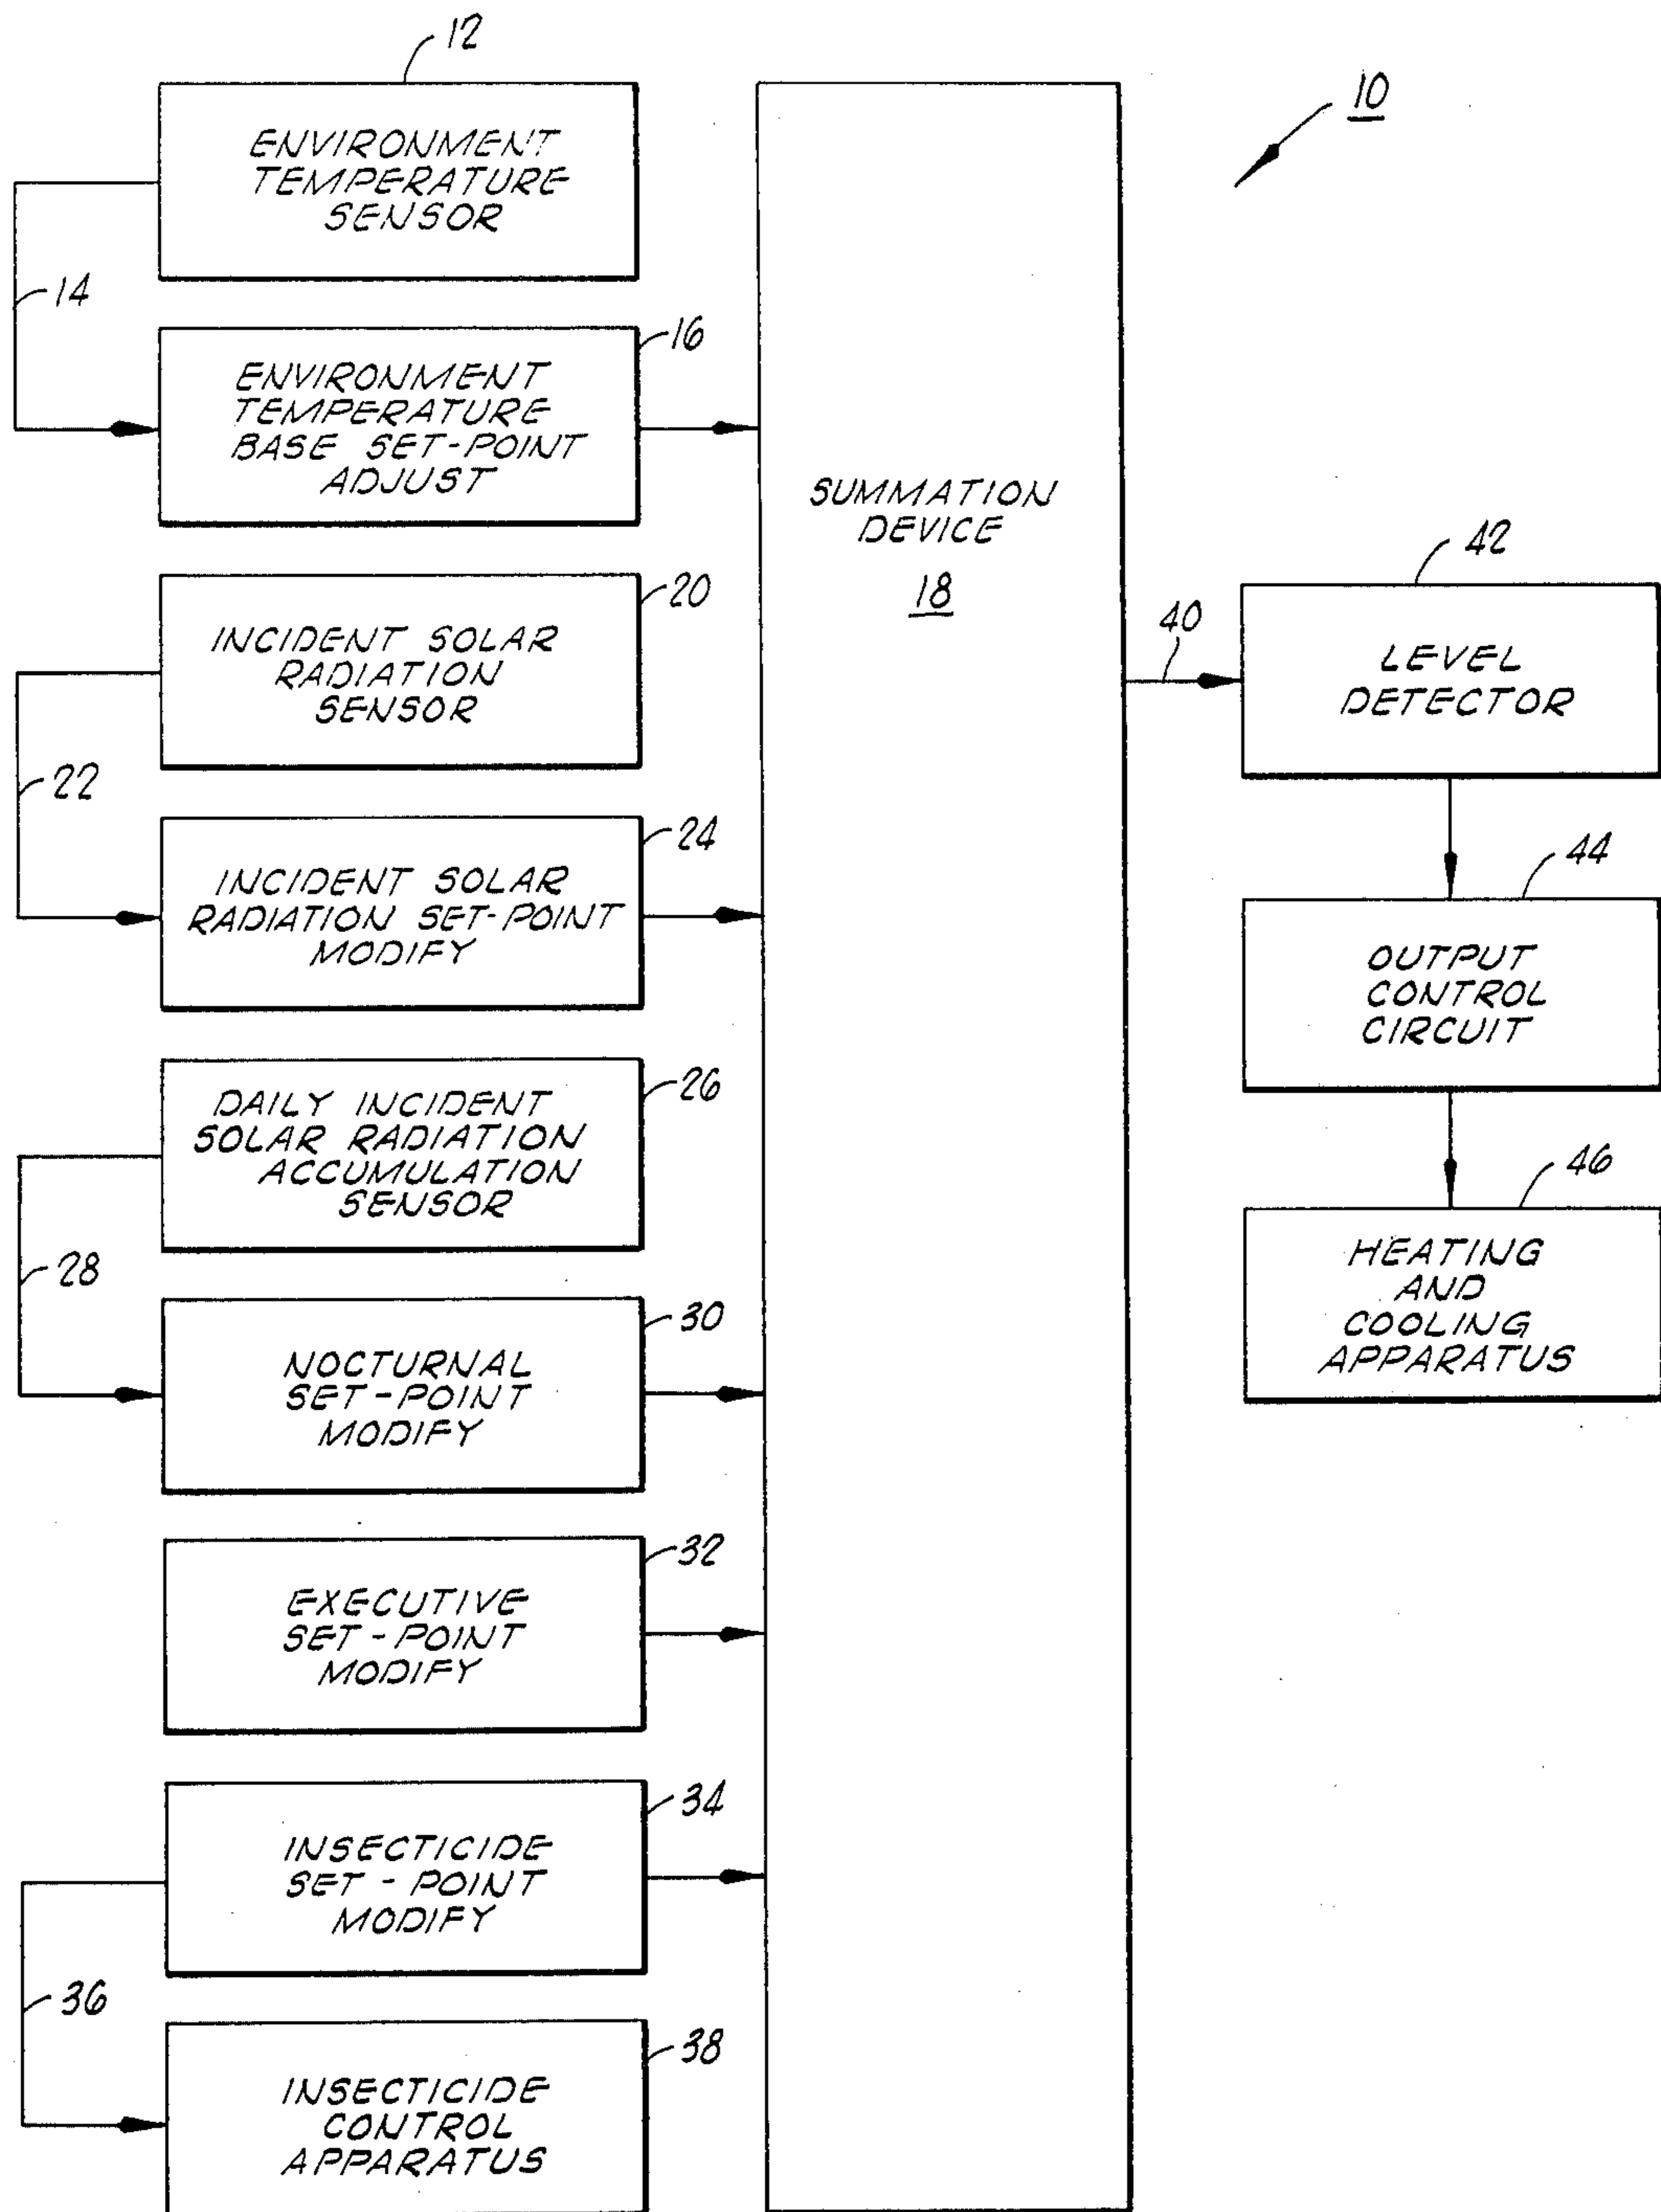 12
10
ENVIRONMENT
TEMPERATURE
SENSOR
14
16
ENVIRONMENT
TEMPERATURE
BASE SET-POINT
ADJUST
SUMMATION
DEVICE
18
20
INCIDENT SOLAR
RADIATION
SENSOR
22
24
INCIDENT SOLAR
RADIATION SET-POINT
MODIFY
26
DAILY INCIDENT
SOLAR RADIATION
ACCUMULATION
SENSOR
28
30
NOCTURNAL
SET-POINT
MODIFY
32
EXECUTIVE
SET-POINT
MODIFY
34
INSECTICIDE
SET-POINT
MODIFY
36
38
INSECTICIDE
CONTROL
APPARATUS
40
42
LEVEL
DETECTOR
44
OUTPUT
CONTROL
CIRCUIT
46
HEATING
AND
COOLING
APPARATUS